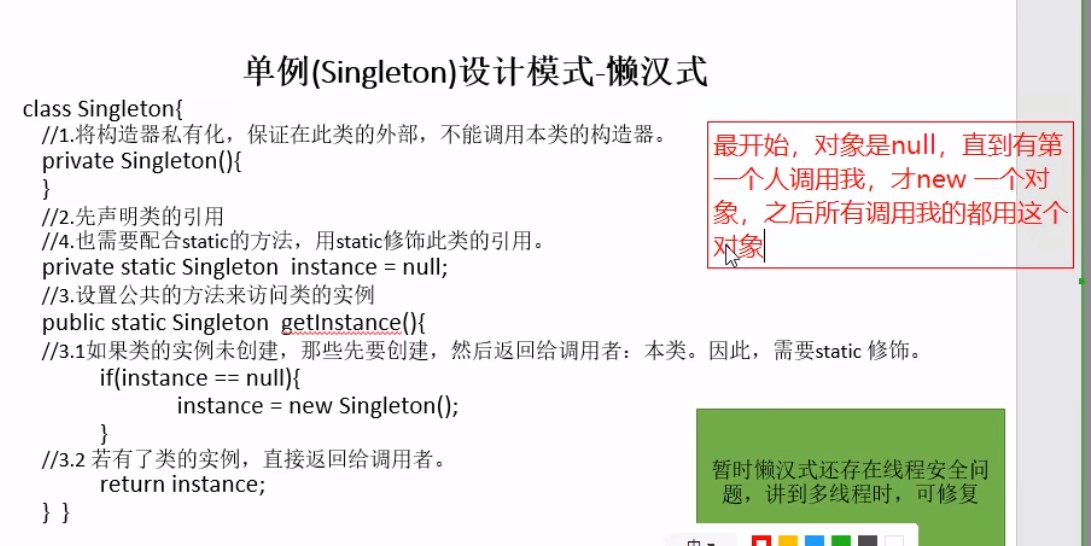 单例(Singleton)设计模式-懒汉式
class Singleton{
//1.将构造器私有化，保证在此类的外部，不能调用本类的构造器。
private Singleton(){
}
//2.先声明类的引用
//4.也需要配合static的方法，用static修饰此类的引用。
private static Singleton instance = null;
//3.设置公共的方法来访问类的实例
public static Singleton getInstance(){
//3.1如果类的实例未创建，那些先要创建，然后返回给调用者：本类。因此，需要static 修饰。
if(instance == null){
instance = new Singleton();
}
//3.2 若有了类的实例，直接返回给调用者。
return instance;
} }
最开始，对象是null，直到有第
一个人调用我，才new 一个对
象，之后所有调用我的都用这个
对象
暂时懒汉式还存在线程安全问
题，讲到多线程时，可修复